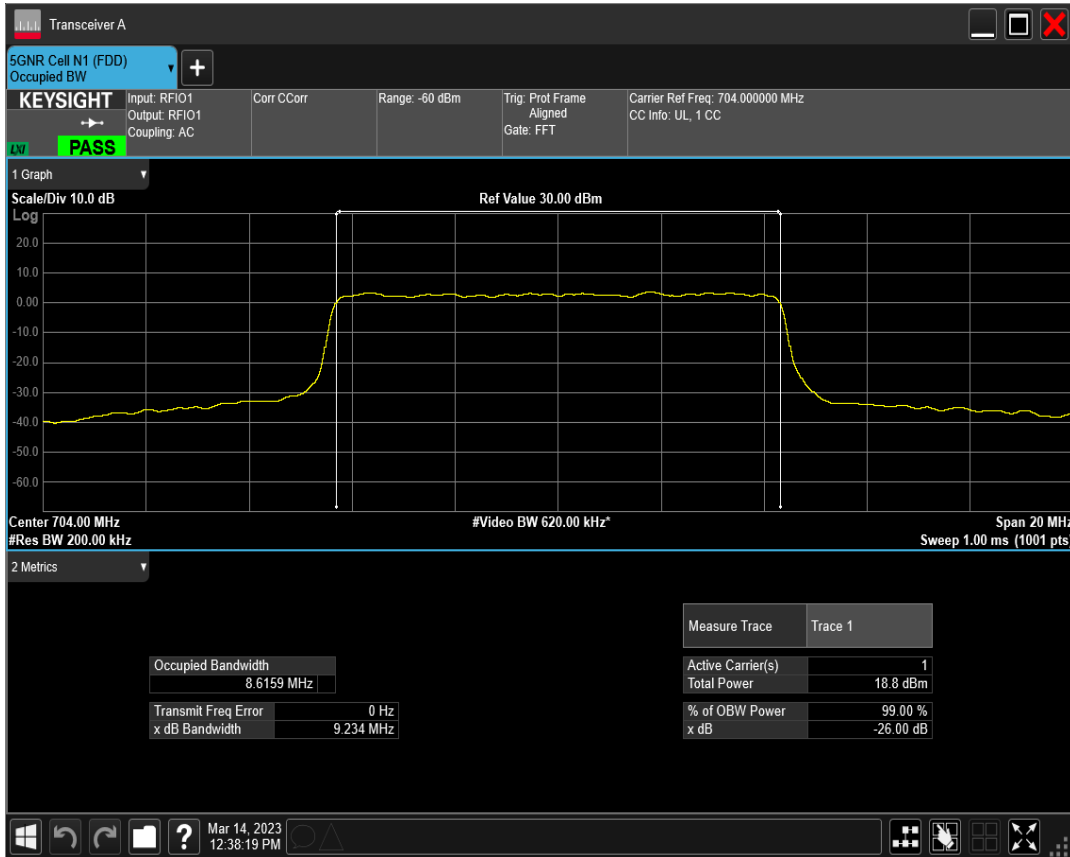 Transceiver A
5GNR Cell N1 (FDD)
Occupied BW
+
KEYSIGHT
LXI
PASS
Input: RFIO1
Output: RFIO1
Coupling: AC
Corr CCorr
Range: -60 dBm
Trig: Prot Frame
Aligned
Gate: FFT
Carrier Ref Freq: 704.000000 MHz
CC Info: UL, 1 CC
1 Graph
Scale/Div 10.0 dB
Ref Value 30.00 dBm
Log
20.0
10.0
0.00
-10.0
-20.0
-30.0
-40.0
-50.0
-60.0
Center 704.00 MHz
#Video BW 620.00 kHz*
Span 20 MHz
#Res BW 200.00 kHz
Sweep 1.00 ms (1001 pts)
2 Metrics
Measure Trace Trace 1
Occupied Bandwidth
8.6159 MHz
Active Carrier(s) 1
Total Power 18.8 dBm
Transmit Freq Error 0 Hz
x dB Bandwidth 9.234 MHz
% of OBW Power 99.00 %
x dB -26.00 dB
?
Mar 14, 2023
12:38:19 PM